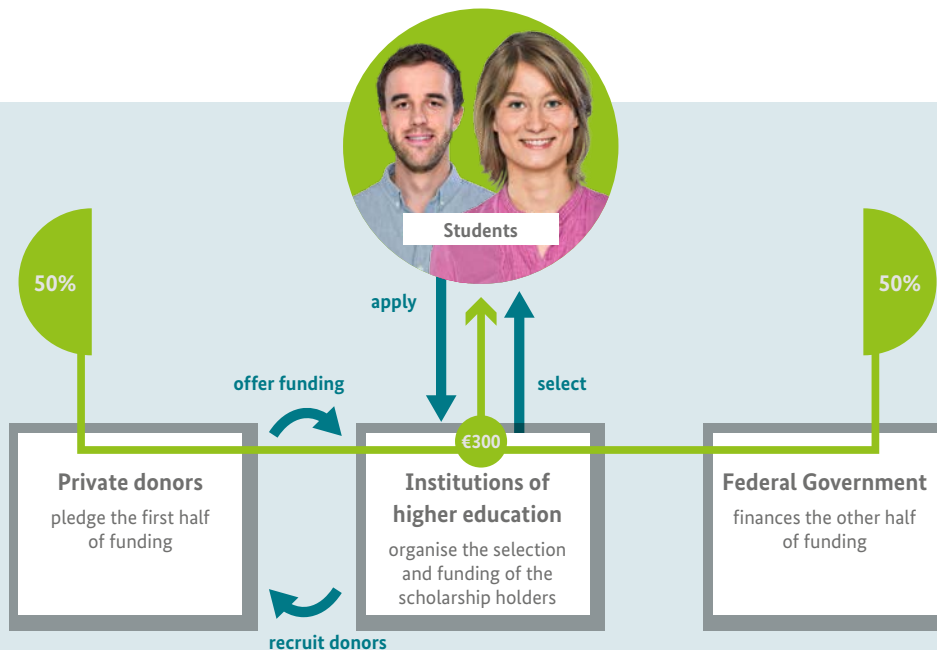 Students
50%
50%
apply
offer funding
select
€300
Private donors
pledge the first half
of funding
Institutions of
higher education
organise the selection
and funding of the
scholarship holders
Federal Government
finances the other half
of funding
recruit donors